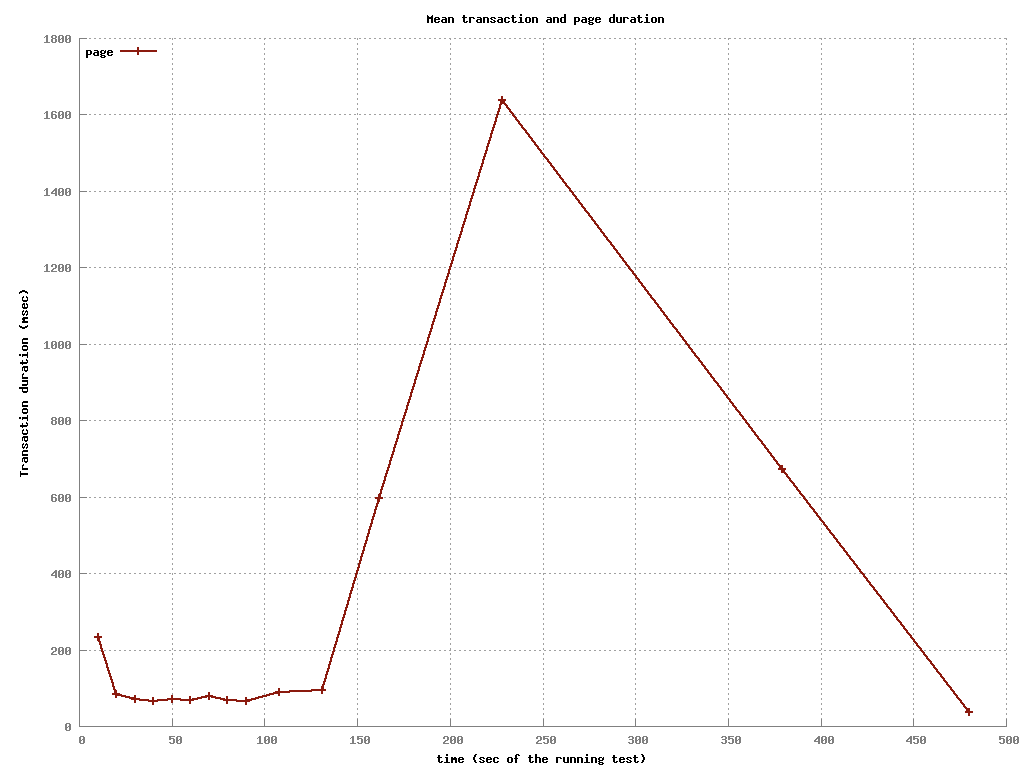 Mean transaction and page duration
page
1800
1600
1400
1200
1000
800
600
400
200
0
Transaction duration (msec)
0 50 100 150 200 250 300 350 400 450 500
time (sec of the running test)